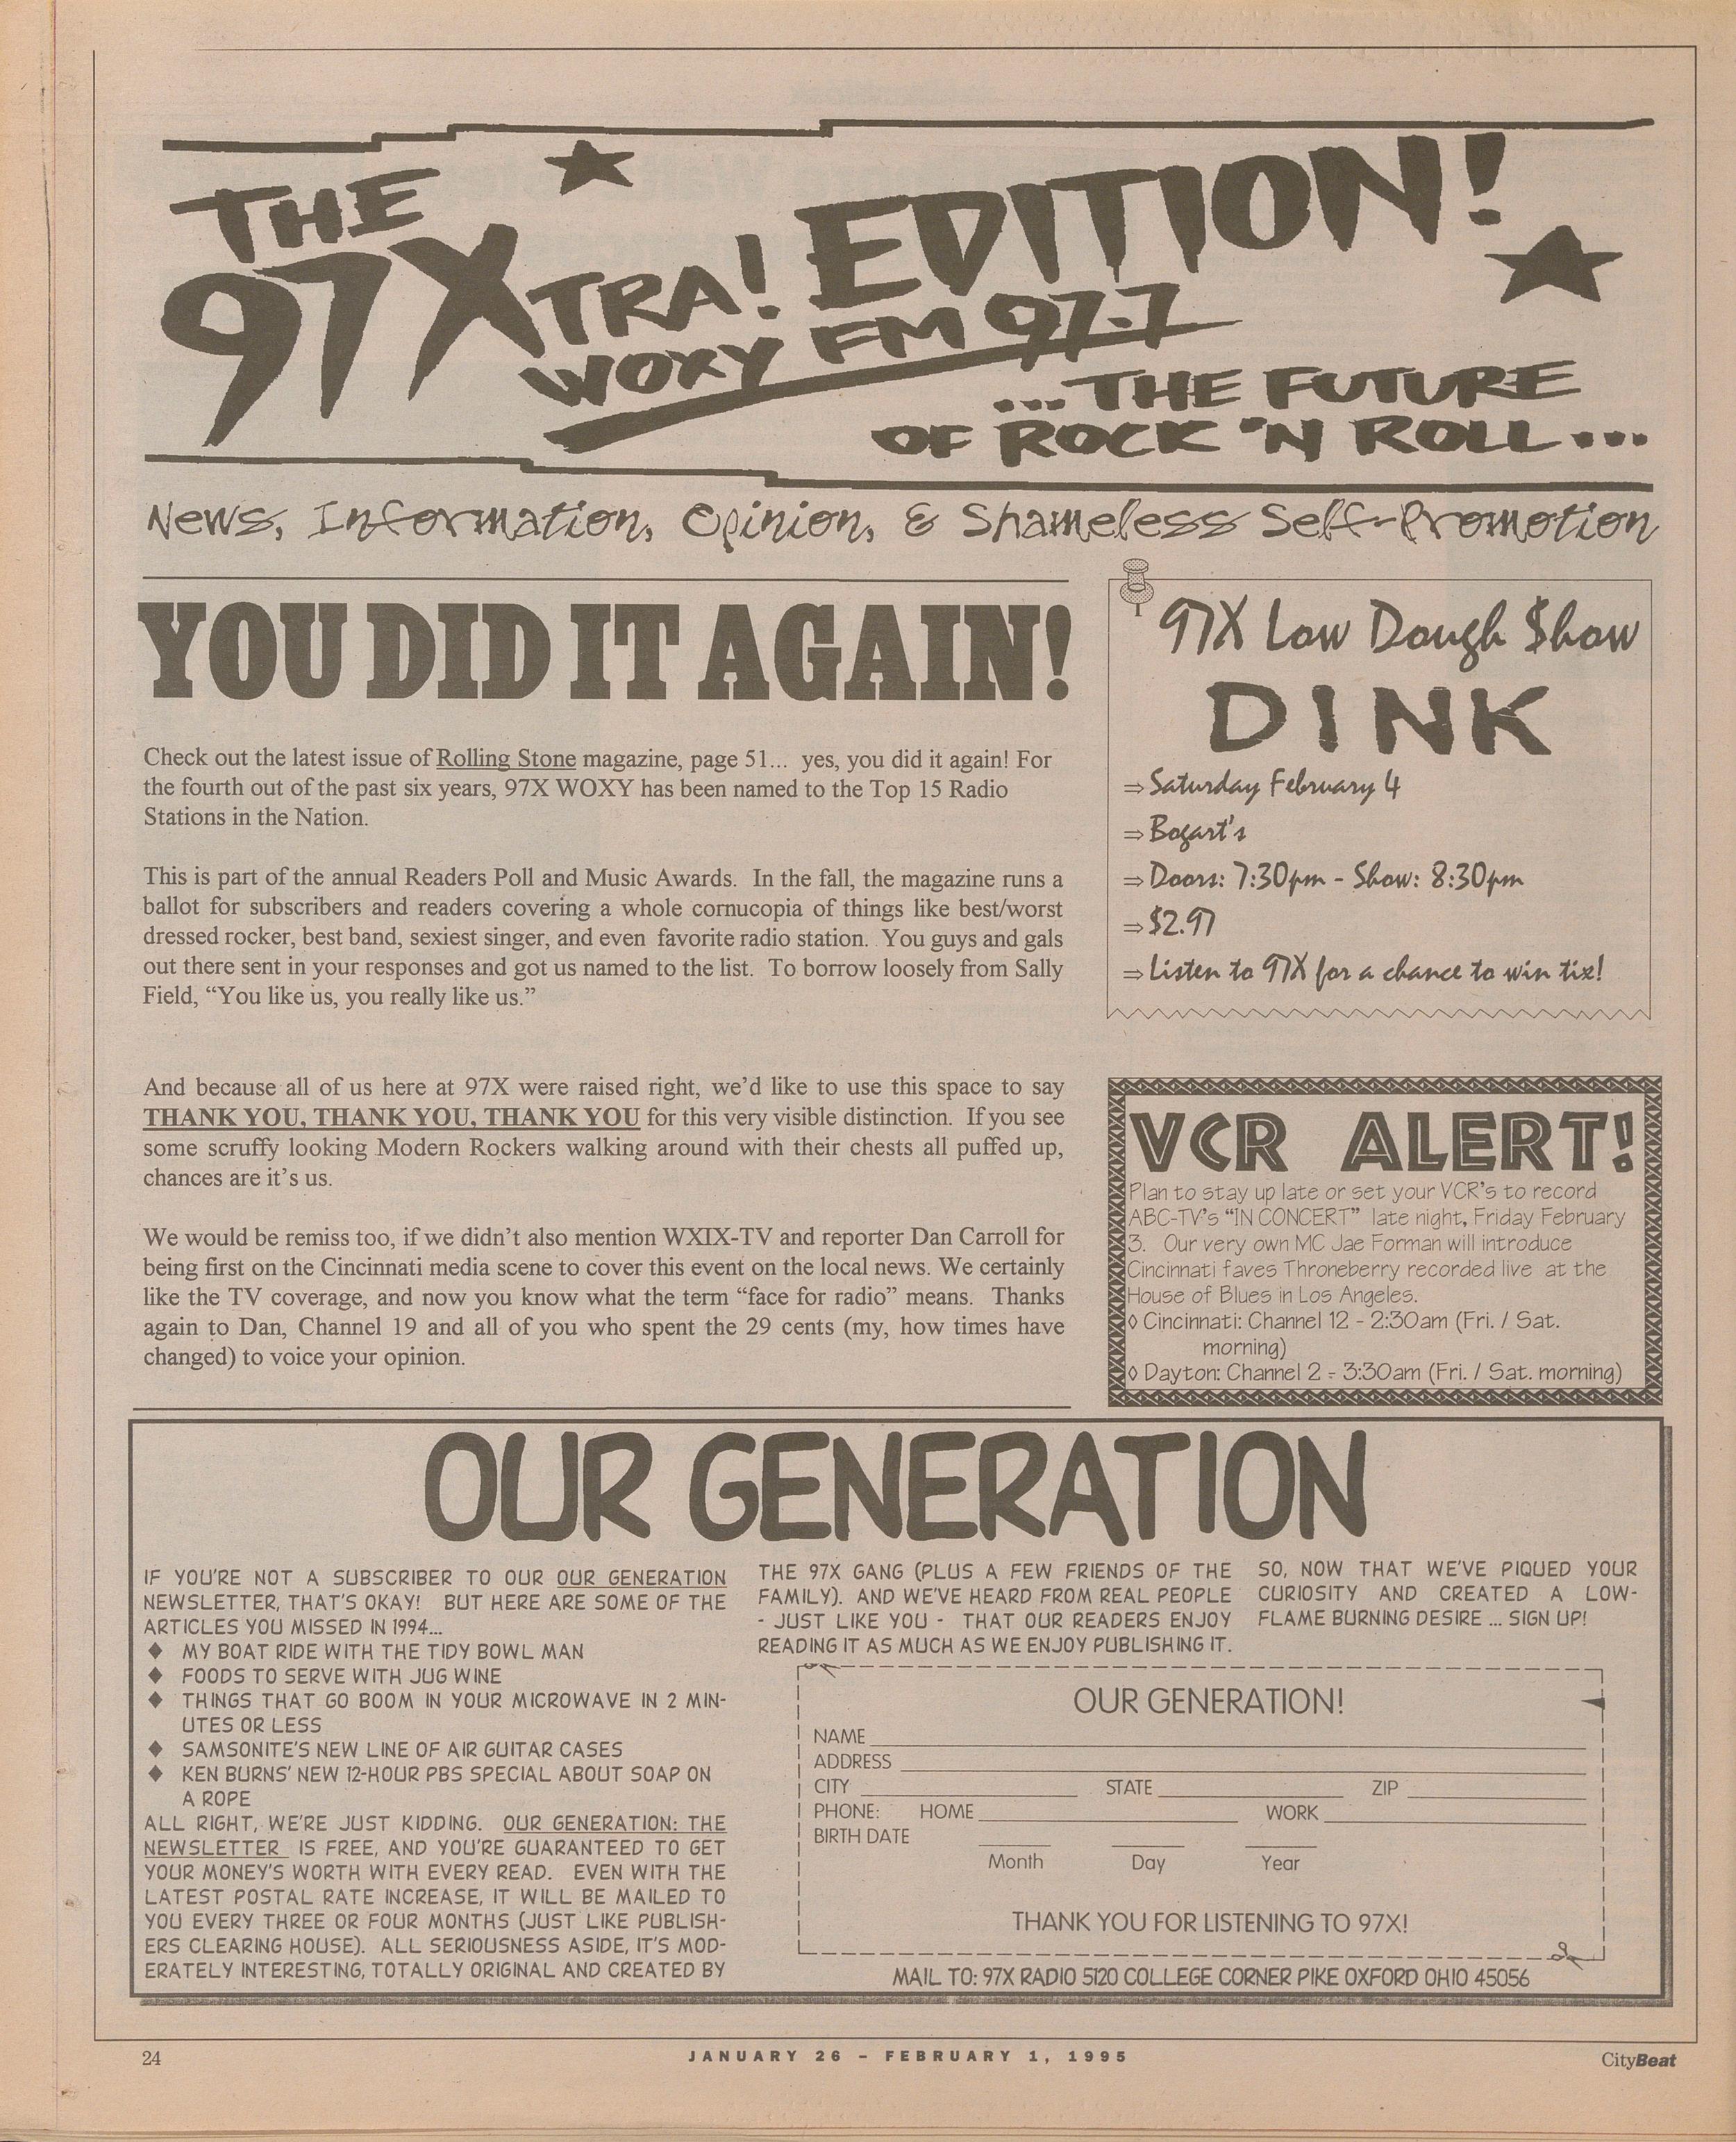 THE
97XTRA! EDITION!
WOXY FM 97.7
...THE FUTURE
OF ROCK 'N ROLL...
News, Information, Opinion, & Shameless Self-Promotion
YOU DID IT AGAIN!
Check out the latest issue of Rolling Stone magazine, page 51... yes, you did it again! For
the fourth out of the past six years, 97X WOXY has been named to the Top 15 Radio
Stations in the Nation.
This is part of the annual Readers Poll and Music Awards. In the fall, the magazine runs a
ballot for subscribers and readers covering a whole cornucopia of things like best/worst
dressed rocker, best band, sexiest singer, and even favorite radio station. You guys and gals
out there sent in your responses and got us named to the list. To borrow loosely from Sally
Field, “You like us, you really like us.”
And because all of us here at 97X were raised right, we’d like to use this space to say
THANK YOU, THANK YOU, THANK YOU for this very visible distinction. If you see
some scruffy looking Modern Rockers walking around with their chests all puffed up,
chances are it’s us.
We would be remiss too, if we didn’t also mention WXIX-TV and reporter Dan Carroll for
being first on the Cincinnati media scene to cover this event on the local news. We certainly
like the TV coverage, and now you know what the term “face for radio” means. Thanks
again to Dan, Channel 19 and all of you who spent the 29 cents (my, how times have
changed) to voice your opinion.
97X Low Dough $how
DINK
⇒Saturday February 4
⇒Bogart's
⇒Doors: 7:30pm - Show: 8:30pm
⇒$2.97
⇒Listen to 97X for a chance to win tix!
VCR ALERT!
Plan to stay up late or set your VCR's to record
ABC-TV's “IN CONCERT” late night, Friday February
3. Our very own MC Jae Forman will introduce
Cincinnati faves Throneberry recorded live at the
House of Blues in Los Angeles.
◊ Cincinnati: Channel 12 - 2:30am (Fri. / Sat.
morning)
◊ Dayton: Channel 2 - 3:30am (Fri. / Sat. morning)
OUR GENERATION
IF YOU'RE NOT A SUBSCRIBER TO OUR OUR GENERATION
NEWSLETTER, THAT'S OKAY! BUT HERE ARE SOME OF THE
ARTICLES YOU MISSED IN 1994...
◆ MY BOAT RIDE WITH THE TIDY BOWL MAN
◆ FOODS TO SERVE WITH JUG WINE
◆ THINGS THAT GO BOOM IN YOUR MICROWAVE IN 2 MIN-
UTES OR LESS
◆ SAMSONITE'S NEW LINE OF AIR GUITAR CASES
◆ KEN BURNS' NEW 12-HOUR PBS SPECIAL ABOUT SOAP ON
A ROPE
ALL RIGHT, WE'RE JUST KIDDING. OUR GENERATION: THE
NEWSLETTER IS FREE, AND YOU'RE GUARANTEED TO GET
YOUR MONEY'S WORTH WITH EVERY READ. EVEN WITH THE
LATEST POSTAL RATE INCREASE, IT WILL BE MAILED TO
YOU EVERY THREE OR FOUR MONTHS (JUST LIKE PUBLISH-
ERS CLEARING HOUSE). ALL SERIOUSNESS ASIDE, IT'S MOD-
ERATELY INTERESTING, TOTALLY ORIGINAL AND CREATED BY
THE 97X GANG (PLUS A FEW FRIENDS OF THE
FAMILY). AND WE'VE HEARD FROM REAL PEOPLE
- JUST LIKE YOU - THAT OUR READERS ENJOY
READING IT AS MUCH AS WE ENJOY PUBLISHING IT.
SO, NOW THAT WE'VE PIQUED YOUR
CURIOSITY AND CREATED A LOW-
FLAME BURNING DESIRE ... SIGN UP!
OUR GENERATION!
NAME
ADDRESS
CITY STATE ZIP
PHONE: HOME WORK
BIRTH DATE
Month Day Year
THANK YOU FOR LISTENING TO 97X!
MAIL TO: 97X RADIO 5120 COLLEGE CORNER PIKE OXFORD OHIO 45056
24 JANUARY 26 – FEBRUARY 1, 1995 CityBeat